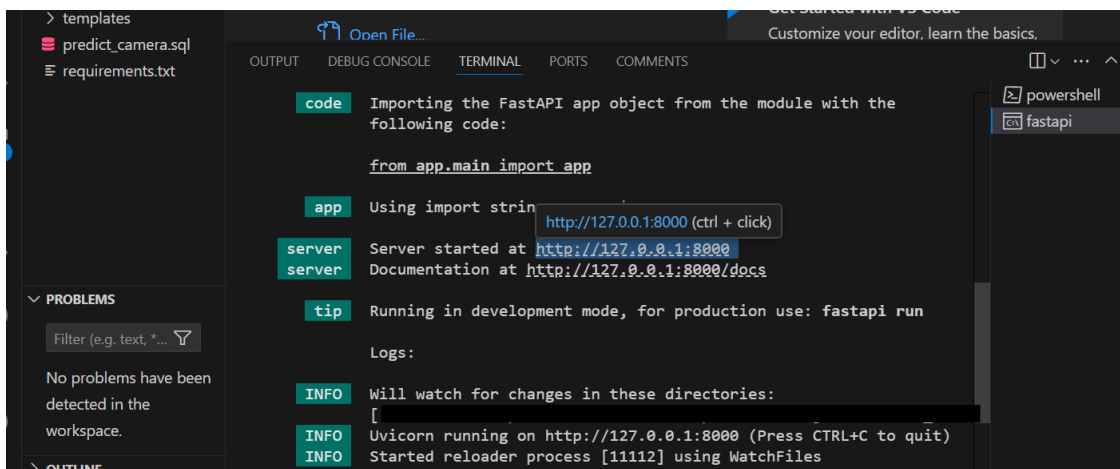 templates
predict_camera.sql
requirements.txt
PROBLEMS
Filter (e.g. text, *...
No problems have been
detected in the
workspace.
OUTLINE
Open File...
Get Started with VS Code
Customize your editor, learn the basics,
OUTPUT DEBUG CONSOLE TERMINAL PORTS COMMENTS
powershell
fastapi
code Importing the FastAPI app object from the module with the
following code:
from app.main import app
app Using import strin
http://127.0.0.1:8000 (ctrl + click)
server Server started at http://127.0.0.1:8000
server Documentation at http://127.0.0.1:8000/docs
tip Running in development mode, for production use: fastapi run
Logs:
INFO Will watch for changes in these directories:
[
INFO Uvicorn running on http://127.0.0.1:8000 (Press CTRL+C to quit)
INFO Started reloader process [11112] using WatchFiles